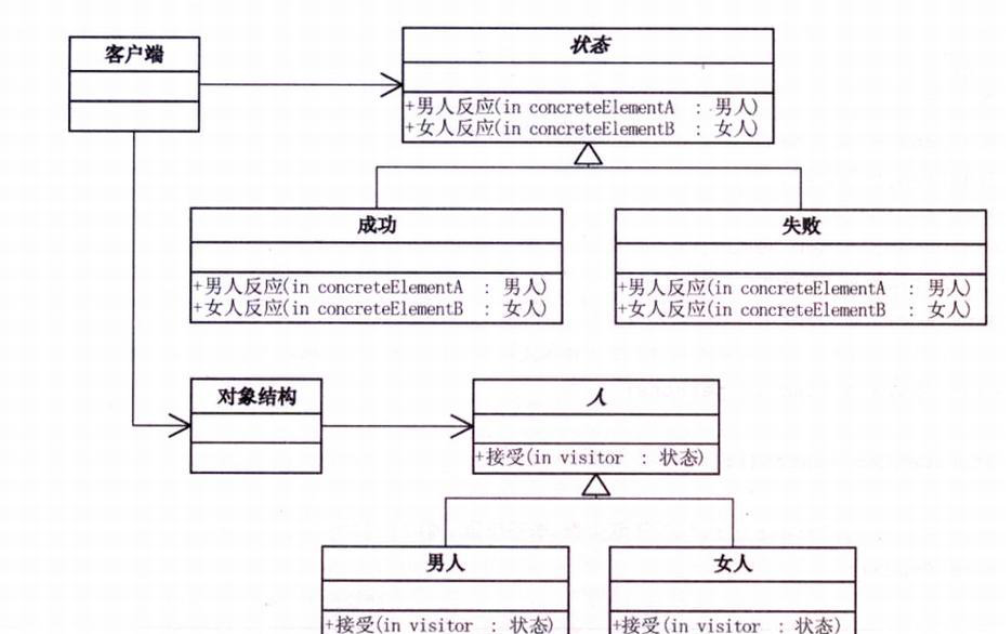 客户端
状态
+男人反应(in concreteElementA : 男人)
+女人反应(in concreteElementB : 女人)
成功
+男人反应(in concreteElementA : 男人)
+女人反应(in concreteElementB : 女人)
失败
+男人反应(in concreteElementA : 男人)
+女人反应(in concreteElementB : 女人)
对象结构
人
+接受(in visitor : 状态)
男人
+接受(in visitor : 状态)
女人
+接受(in visitor : 状态)